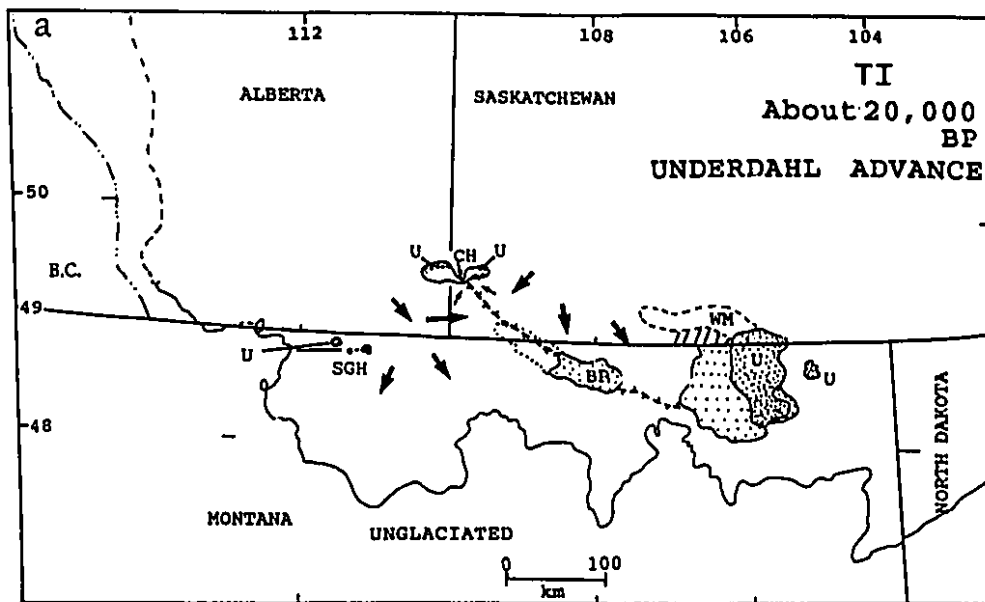 a
112
108
106
104
ALBERTA
SASKATCHEWAN
TI
About 20,000
BP
UNDERDAHL ADVANCE
50
U
CH
U
B.C.
49
WM
U
SGH
BP
U
U
48
NORTH DAKOTA
MONTANA
UNGLACIATED
0
100
km